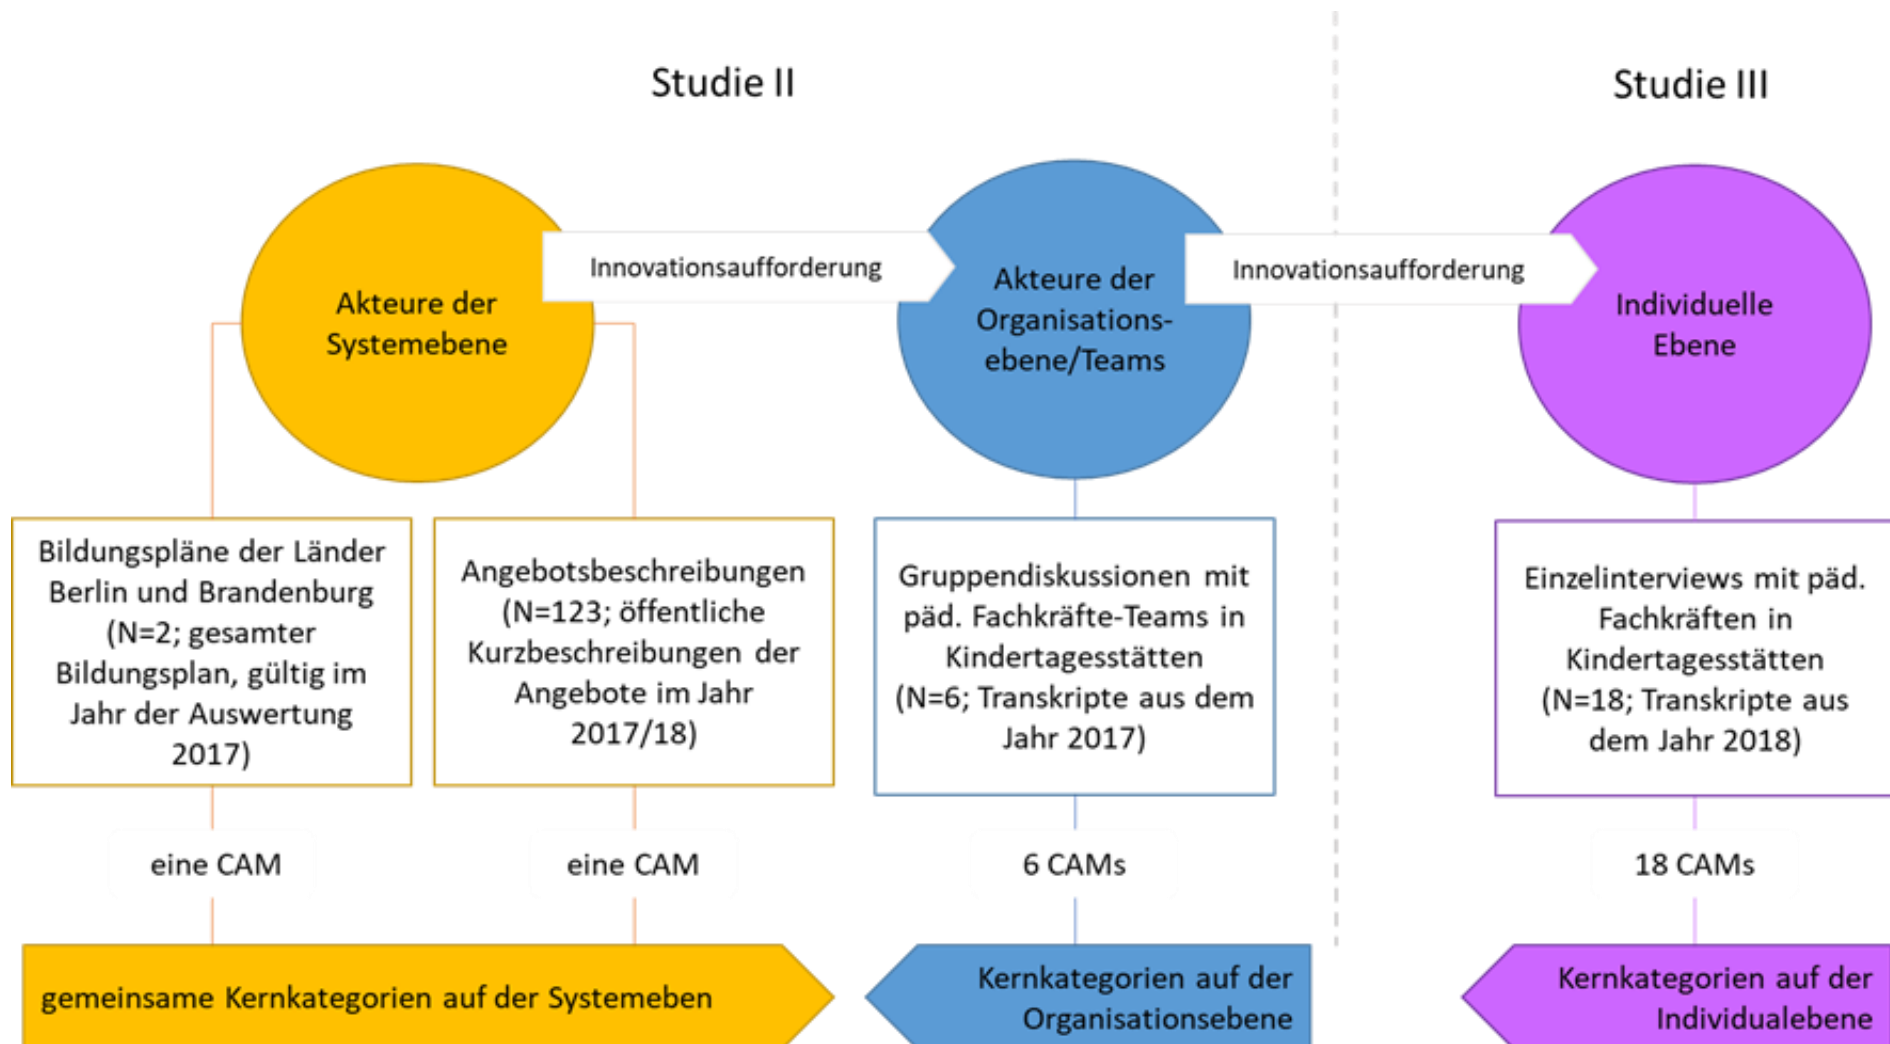 Studie II
Studie III
Akteure der
Systemebene
Innovationsaufforderung
Akteure der
Organisations-
ebene/Teams
Innovationsaufforderung
Individuelle
Ebene
Bildungspläne der Länder
Berlin und Brandenburg
(N=2; gesamter
Bildungsplan, gültig im
Jahr der Auswertung
2017)
Angebotsbeschreibungen
(N=123; öffentliche
Kurzbeschreibungen der
Angebote im Jahr
2017/18)
Gruppendiskussionen mit
päd. Fachkräfte-Teams in
Kindertagesstätten
(N=6; Transkripte aus dem
Jahr 2017)
Einzelinterviews mit päd.
Fachkräften in
Kindertagesstätten
(N=18; Transkripte aus
dem Jahr 2018)
eine CAM
eine CAM
6 CAMs
18 CAMs
gemeinsame Kernkategorien auf der Systemeben
Kernkategorien auf der
Organisationsebene
Kernkategorien auf der
Individualebene